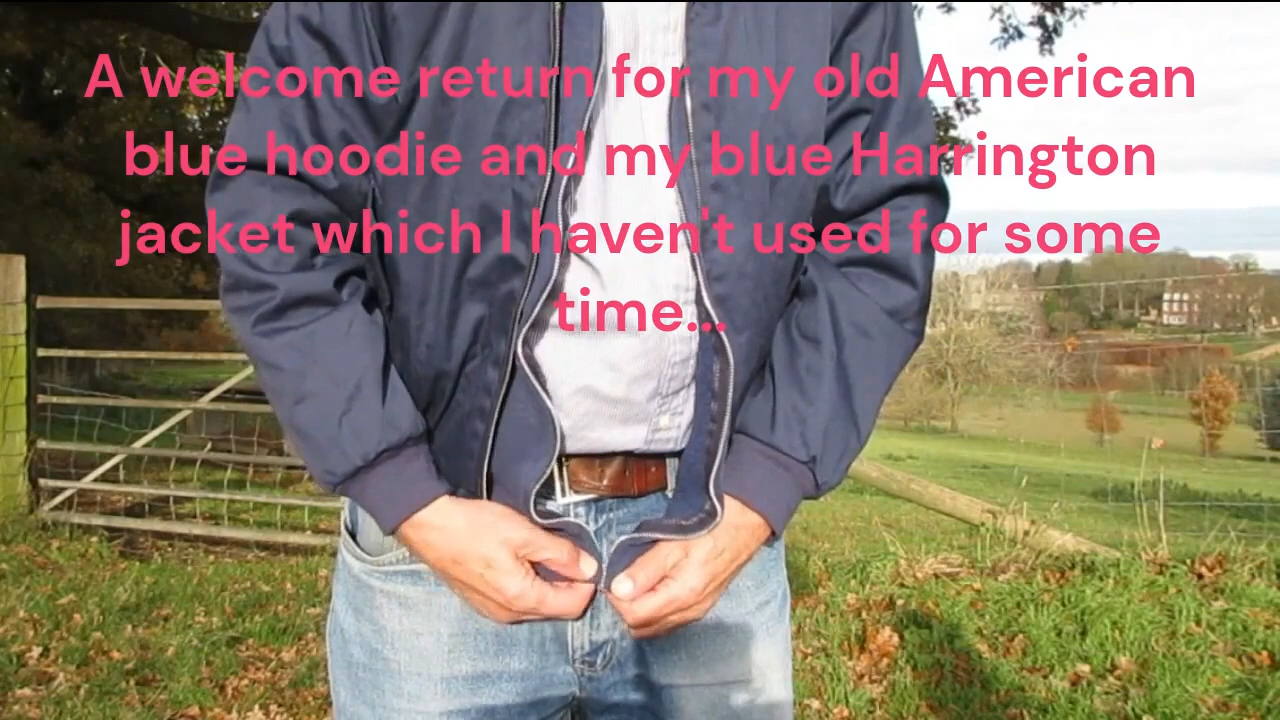 A welcome return for my old American
blue hoodie and my blue Harrington
jacket which I haven't used for some
time...